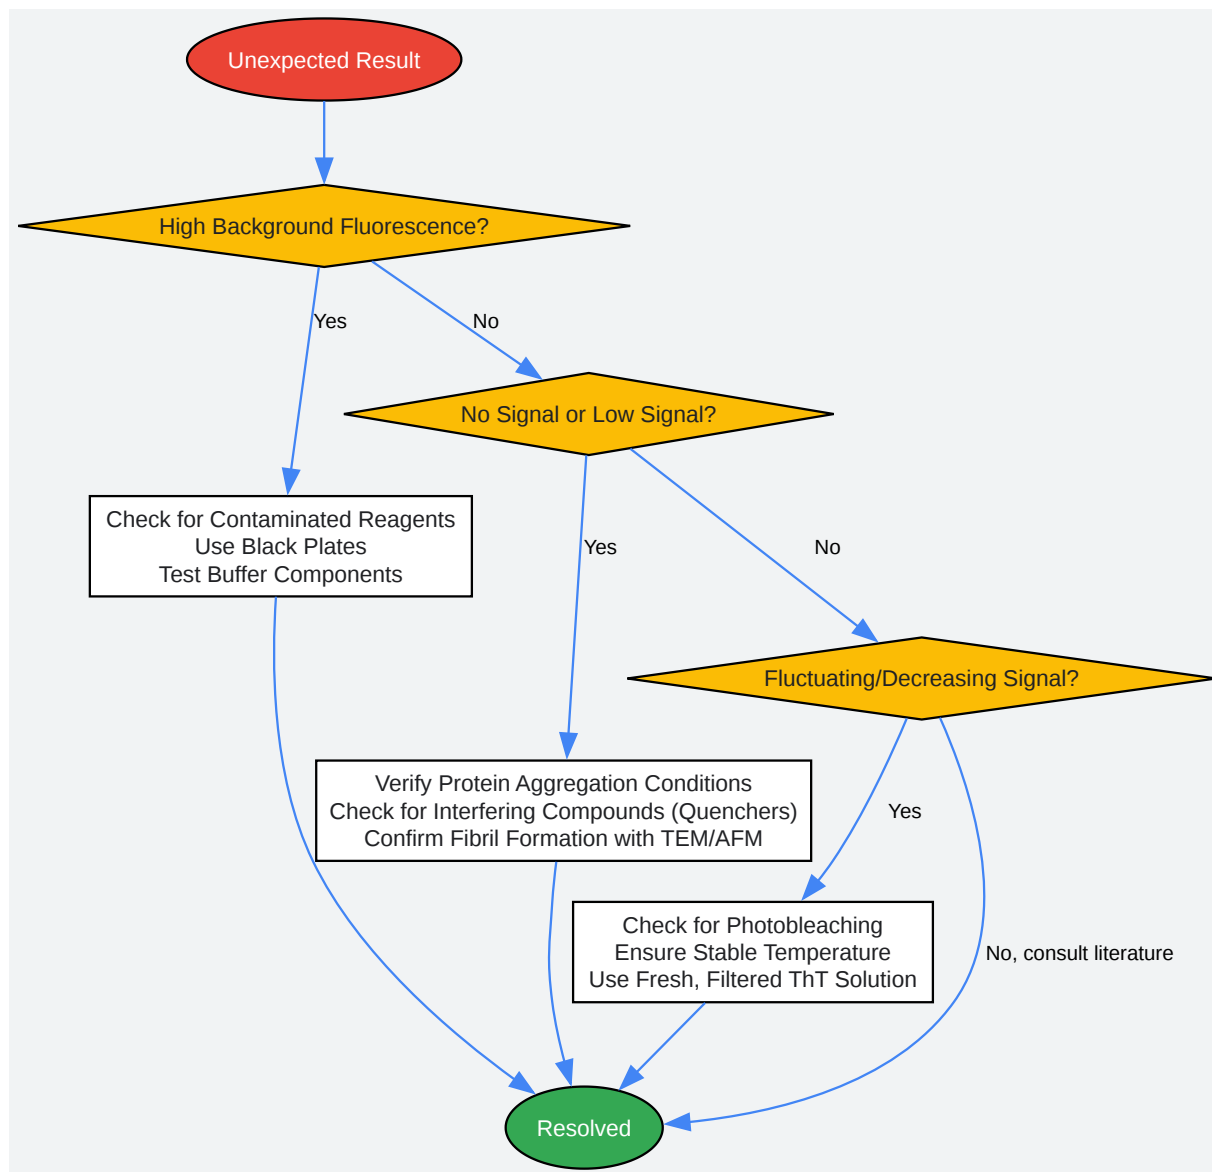 Unexpected Result
High Background Fluorescence?
Yes
No
No Signal or Low Signal?
Check for Contaminated Reagents
Use Black Plates
Test Buffer Components
Yes
No
Fluctuating/Decreasing Signal?
Verify Protein Aggregation Conditions
Check for Interfering Compounds (Quenchers)
Confirm Fibril Formation with TEM/AFM
Yes
Check for Photobleaching
Ensure Stable Temperature
Use Fresh, Filtered ThT Solution
No, consult literature
Resolved